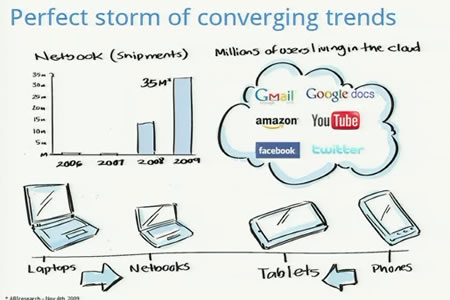 Perfect storm of converging trends
Netbook (Shipments)
Millions of users living in the cloud
35m
30m
25m
20m
15m
10m
5m
M
35M*
2006 2007 2008 2009
Gmail Google docs
amazon YouTube
facebook twitter
Laptops Netbooks Tablets Phones
* ABIresearch - Nov 4th, 2009